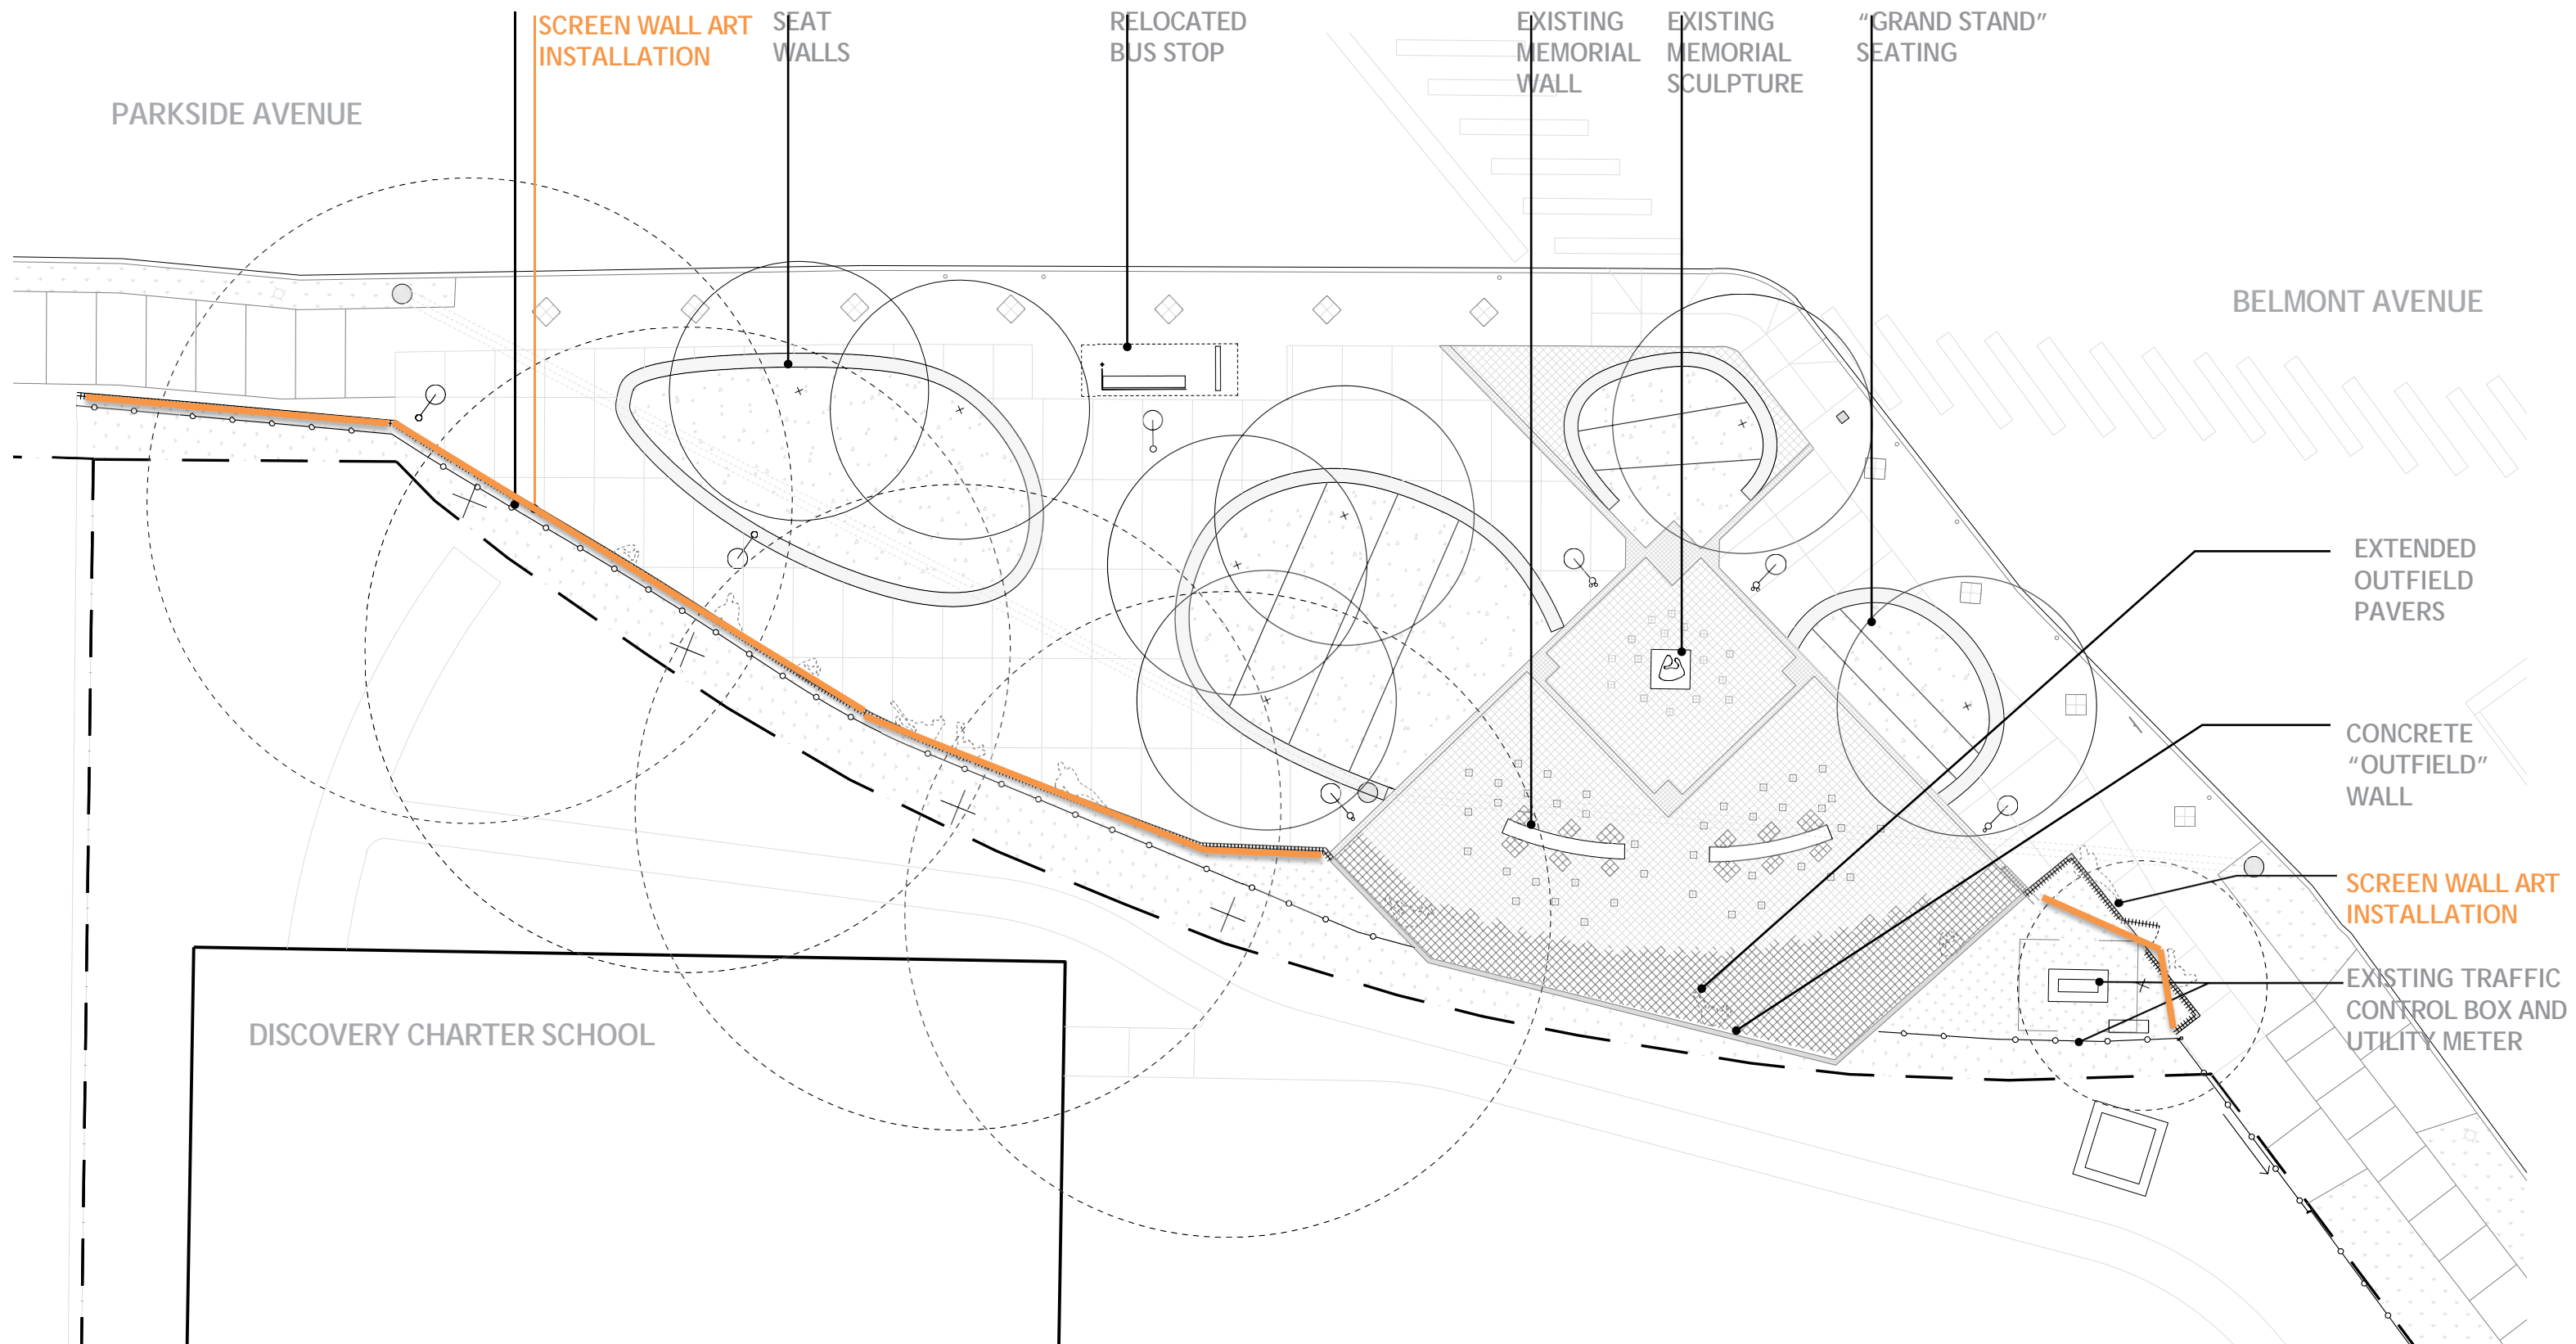 SCREEN WALL ART
INSTALLATION
SEAT
WALLS
RELOCATED
BUS STOP
EXISTING
MEMORIAL
WALL
EXISTING
MEMORIAL
SCULPTURE
“GRAND STAND”
SEATING
PARKSIDE AVENUE
BELMONT AVENUE
EXTENDED
OUTFIELD
PAVERS
CONCRETE
“OUTFIELD”
WALL
SCREEN WALL ART
INSTALLATION
EXISTING TRAFFIC
CONTROL BOX AND
UTILITY METER
DISCOVERY CHARTER SCHOOL